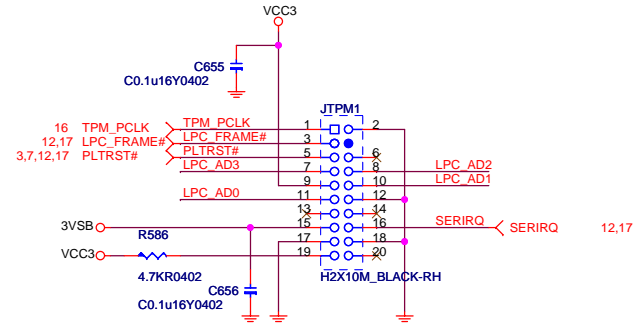 VCC3
C655
C0.1u16Y0402
JTPM1
16 TPM_PCLK TPM_PCLK 1 2
12,17 LPC_FRAME# LPC_FRAME# 3
3,7,12,17 PLTRST# PLTRST# 5 6
LPC_AD3 7 8 LPC_AD2
9 10 LPC_AD1
LPC_AD0 11 12
13 14
3VSB 15 16 SERIRQ SERIRQ 12,17
R586 17 18
VCC3 19 20
4.7KR0402 H2X10M_BLACK-RH
C656
C0.1u16Y0402